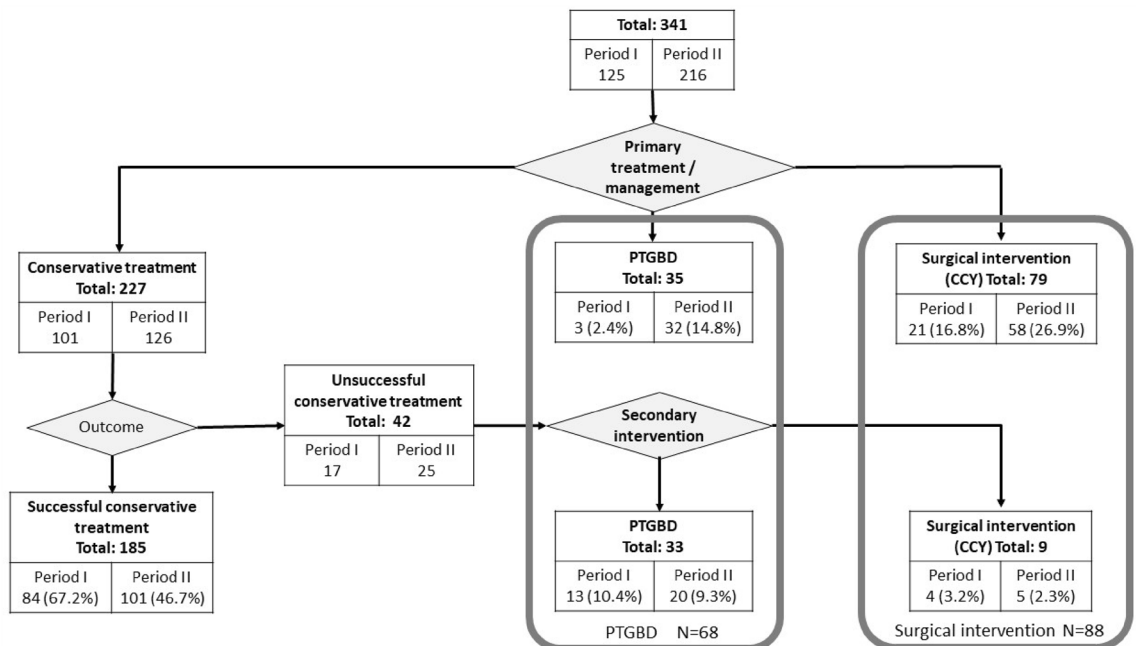 Total: 341
Period I Period II
125 216
Primary
treatment /
management
Conservative treatment
Total: 227
Period I Period II
101 126
PTGBD
Total: 35
Period I Period II
3 (2.4%) 32 (14.8%)
Surgical intervention
(CCY) Total: 79
Period I Period II
21 (16.8%) 58 (26.9%)
Outcome
Unsuccessful
conservative treatment
Total: 42
Period I Period II
17 25
Secondary
intervention
Successful conservative
treatment
Total: 185
Period I Period II
84 (67.2%) 101 (46.7%)
PTGBD
Total: 33
Period I Period II
13 (10.4%) 20 (9.3%)
PTGBD N=68
Surgical intervention
(CCY) Total: 9
Period I Period II
4 (3.2%) 5 (2.3%)
Surgical intervention N=88